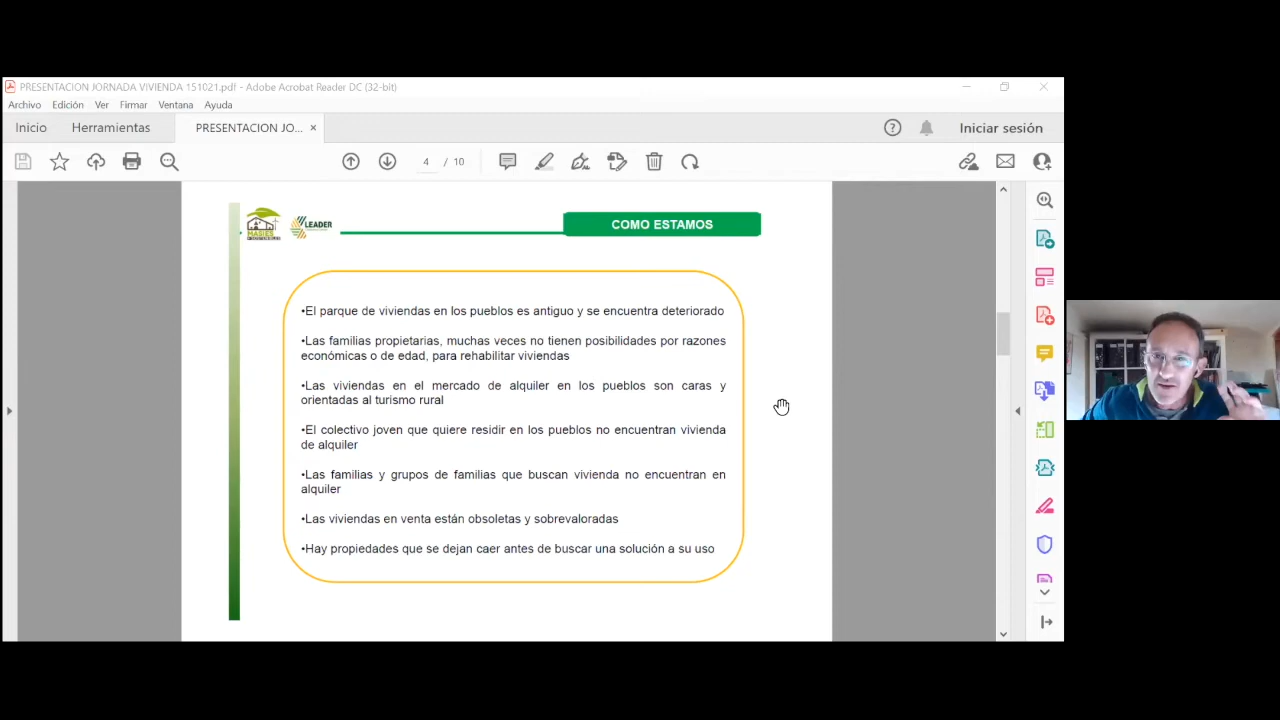 PRESENTACION JORNADA VIVIENDA 151021.pdf - Adobe Acrobat Reader DC (32-bit)
Archivo Edición Ver Firmar Ventana Ayuda
Inicio Herramientas PRESENTACION JO... × Iniciar sesión
4 / 10
MASIES
LEADER
COMO ESTAMOS
•El parque de viviendas en los pueblos es antiguo y se encuentra deteriorado
•Las familias propietarias, muchas veces no tienen posibilidades por razones
económicas o de edad, para rehabilitar viviendas
•Las viviendas en el mercado de alquiler en los pueblos son caras y
orientadas al turismo rural
•El colectivo joven que quiere residir en los pueblos no encuentran vivienda
de alquiler
•Las familias y grupos de familias que buscan vivienda no encuentran en
alquiler
•Las viviendas en venta están obsoletas y sobrevaloradas
•Hay propiedades que se dejan caer antes de buscar una solución a su uso